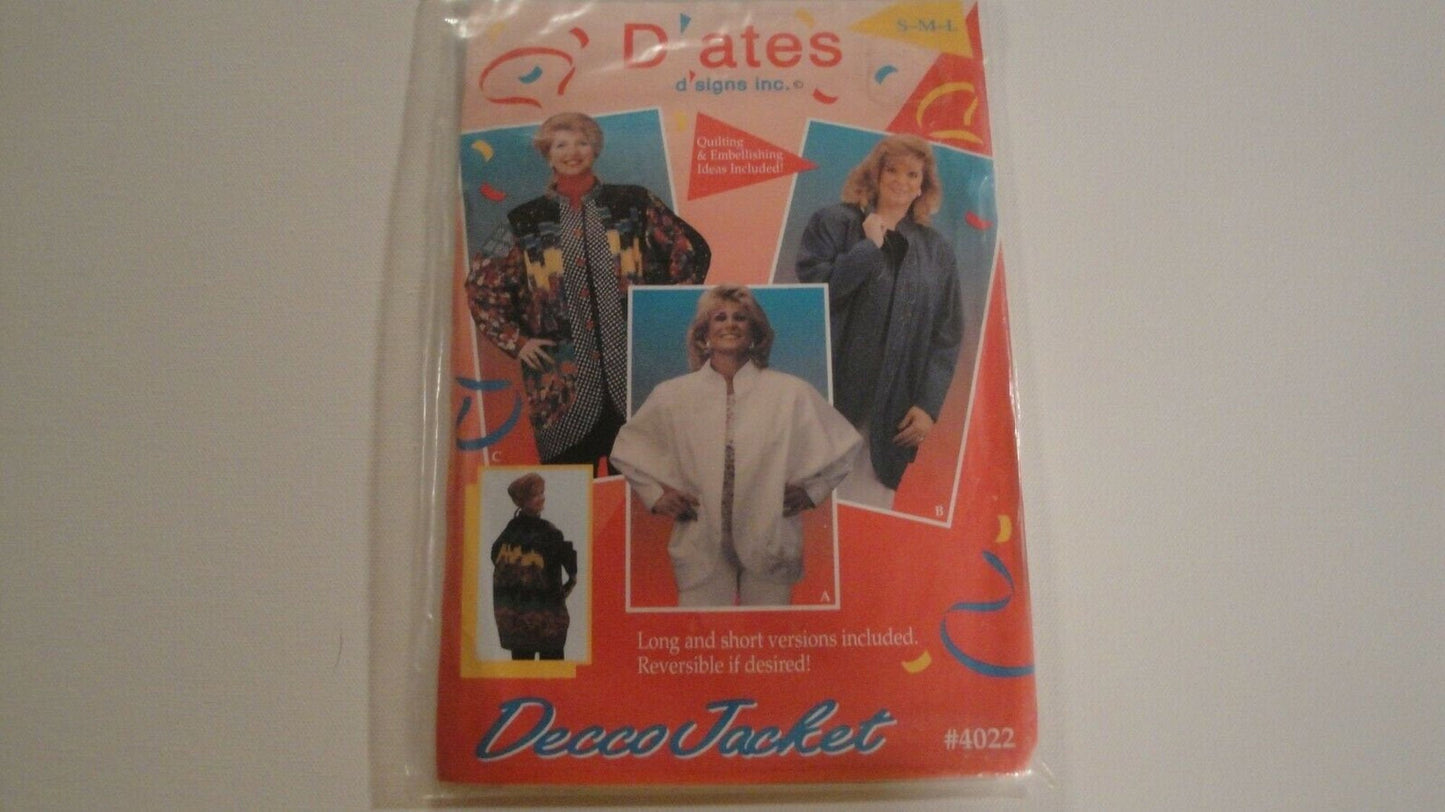 S-M-L
D'ates
d'signs inc.©
Quilting
& Embellishing
Ideas Included!
C
B
A
Long and short versions included.
Reversible if desired!
Decco Jacket
#4022